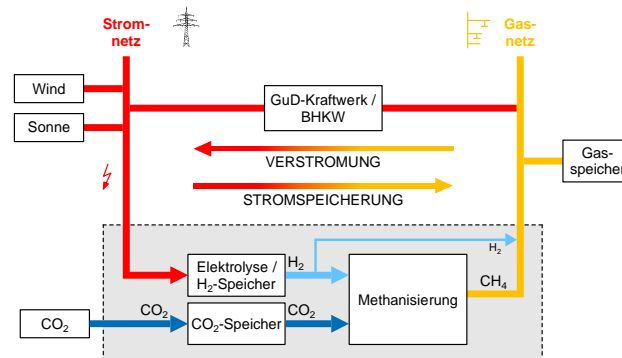 Strom-
netz
Gas-
netz
Wind
Sonne
GuD-Kraftwerk /
BHKW
VERSTROMUNG
STROMSPEICHERUNG
Gas-
speicher
Elektrolyse /
H₂-Speicher
H₂
H₂
Methanisierung
CH₄
CO₂
CO₂
CO₂-Speicher
CO₂